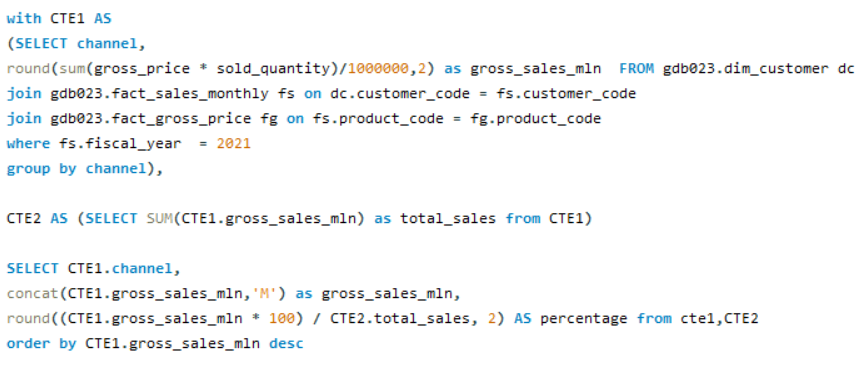 with CTE1 AS
(SELECT channel,
round(sum(gross_price * sold_quantity)/1000000,2) as gross_sales_mln  FROM gdb023.dim_customer dc
join gdb023.fact_sales_monthly fs on dc.customer_code = fs.customer_code
join gdb023.fact_gross_price fg on fs.product_code = fg.product_code
where fs.fiscal_year  = 2021
group by channel),
CTE2 AS (SELECT SUM(CTE1.gross_sales_mln) as total_sales from CTE1)
SELECT CTE1.channel,
concat(CTE1.gross_sales_mln,'M') as gross_sales_mln,
round((CTE1.gross_sales_mln * 100) / CTE2.total_sales, 2) AS percentage from cte1,CTE2
order by CTE1.gross_sales_mln desc